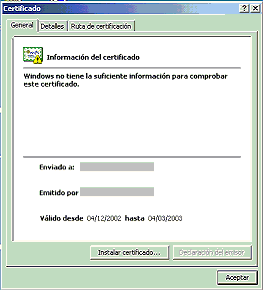 Certificado
General Detalles Ruta de certificación
Información del certificado
Windows no tiene la suficiente información para comprobar
este certificado.
Enviado a:
Emitido por
Válido desde 04/12/2002 hasta 04/03/2003
Instalar certificado... Declaración del emisor
Aceptar